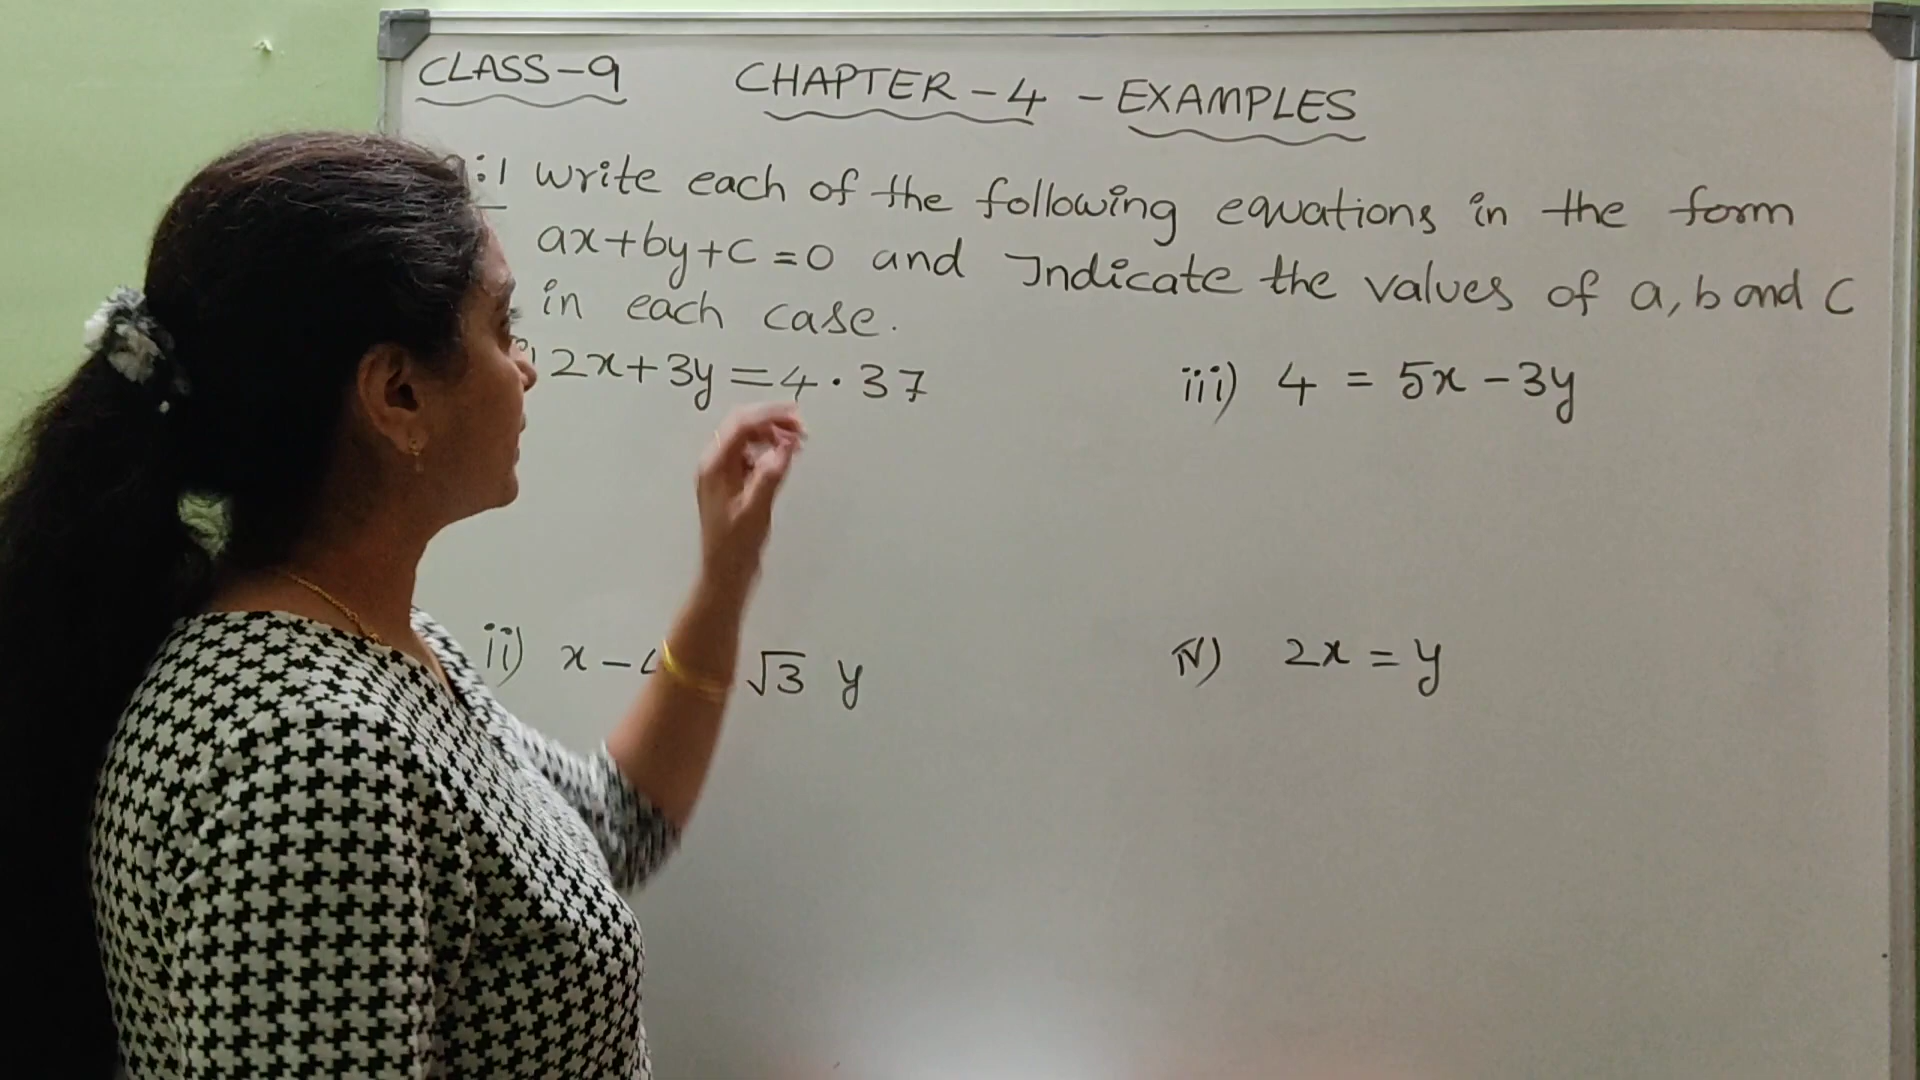 CLASS-9 CHAPTER-4 - EXAMPLES
:1 Write each of the following equations in the form
ax+by+c=0 and Indicate the values of a, b and c
in each case.
2x+3y=4.37
iii) 4 = 5x-3y
ii) x-4 √3 y
iv) 2x=y